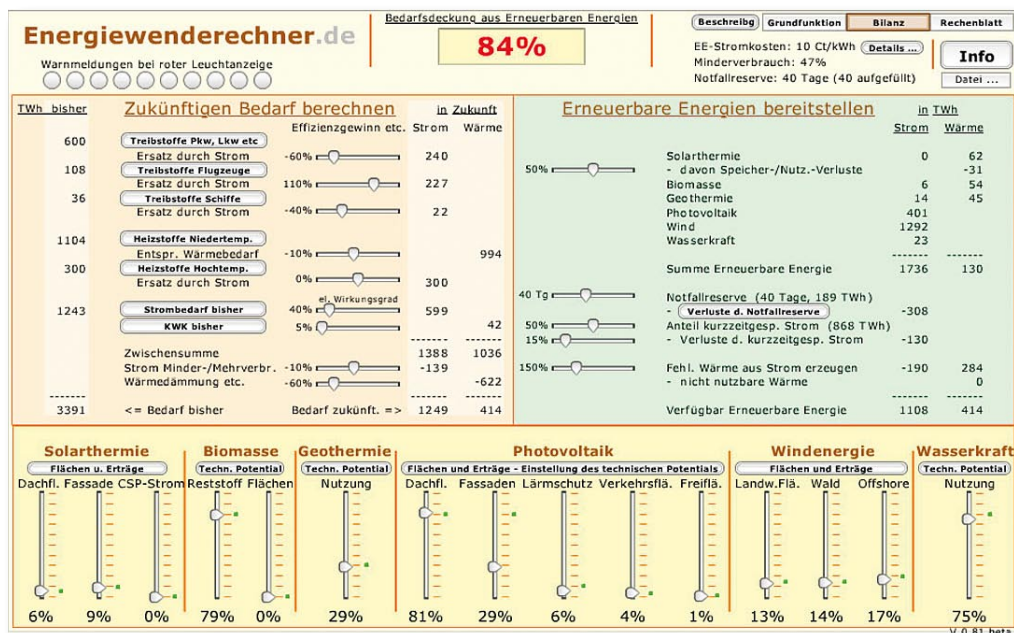 Energiewenderechner.de
Warnmeldungen bei roter Leuchtanzeige
Bedarfsdeckung aus Erneuerbaren Energien
84%
Beschreibg Grundfunktion Bilanz Rechenblatt
EE-Stromkosten: 10 Ct/kWh Details ...
Minderverbrauch: 47%
Notfallreserve: 40 Tage (40 aufgefüllt)
Info
Datei ...
TWh bisher Zukünftigen Bedarf berechnen in Zukunft
Effizienzgewinn etc. Strom Wärme
600 Treibstoffe Pkw, Lkw etc
Ersatz durch Strom -60% 240
108 Treibstoffe Flugzeuge
Ersatz durch Strom 110% 227
36 Treibstoffe Schiffe
Ersatz durch Strom -40% 22
1104 Heizstoffe Niedertemp.
Entspr. Wärmebedarf -10% 994
300 Heizstoffe Hochtemp.
Ersatz durch Strom 0% 300
el. Wirkungsgrad
1243 Strombedarf bisher 40% 599
KWK bisher 5% 42
------ ------
Zwischensumme 1388 1036
Strom Minder-/Mehrverbr. -10% -139
Wärmedämmung etc. -60% -622
------ ------ ------
3391 <= Bedarf bisher Bedarf zukünft. => 1249 414
Erneuerbare Energien bereitstellen in TWh
Strom Wärme
Solarthermie 0 62
50% - davon Speicher-/Nutz.-Verluste -31
Biomasse 6 54
Geothermie 14 45
Photovoltaik 401
Wind 1292
Wasserkraft 23
------ ------
Summe Erneuerbare Energie 1736 130
40 Tg Notfallreserve (40 Tage, 189 TWh)
- Verluste d. Notfallreserve -308
50% Anteil kurzzeitgesp. Strom (868 TWh)
15% - Verluste d. kurzzeitgesp. Strom -130
150% Fehl. Wärme aus Strom erzeugen -190 284
- nicht nutzbare Wärme 0
------ ------
Verfügbar Erneuerbare Energie 1108 414
Solarthermie Biomasse Geothermie Photovoltaik Windenergie Wasserkraft
Flächen u. Erträge Techn. Potential Techn. Potential Flächen und Erträge - Einstellung des technischen Potentials Flächen und Erträge Techn. Potential
Dachfl. Fassade CSP-Strom Reststoff Flächen Nutzung Dachfl. Fassaden Lärmschutz Verkehrsflä. Freiflä. Landw.Flä. Wald Offshore Nutzung
6% 9% 0% 79% 0% 29% 81% 29% 6% 4% 1% 13% 14% 17% 75%
V 0.81 beta